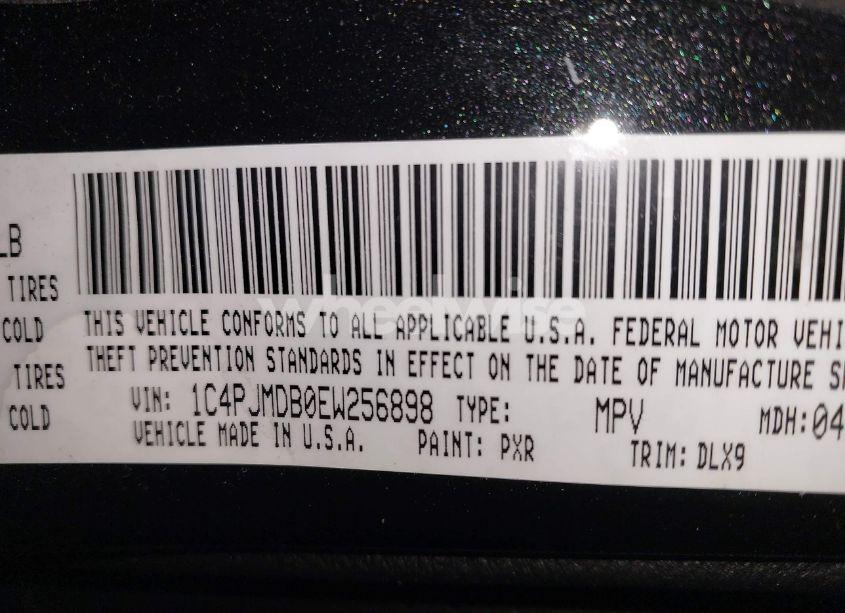 LB
TIRES
COLD
TIRES
COLD
THIS VEHICLE CONFORMS TO ALL APPLICABLE U.S.A. FEDERAL MOTOR VEHI
THEFT PREVENTION STANDARDS IN EFFECT ON THE DATE OF MANUFACTURE S
VIN: 1C4PJMDB0EW256898 TYPE: MPV MDH:04
VEHICLE MADE IN U.S.A. PAINT: PXR TRIM: DLX9
wheelwise